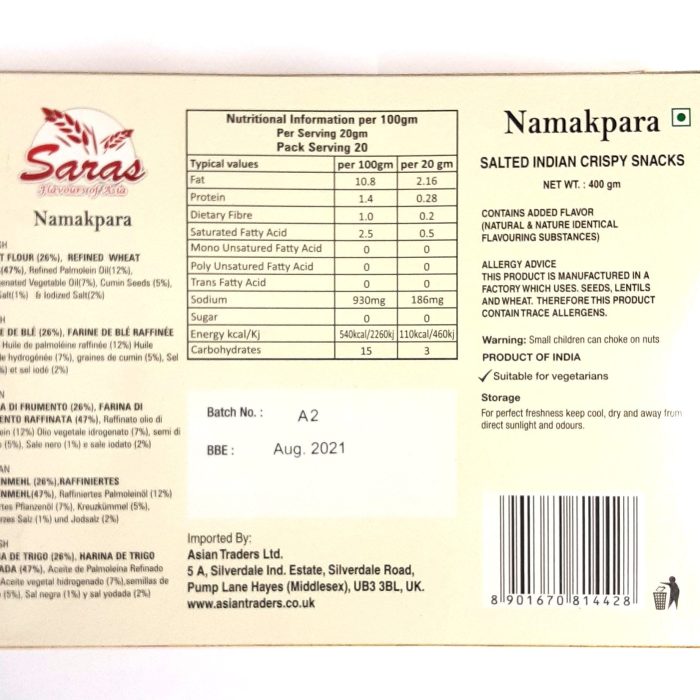 Saras
Flavours of Asia
Namakpara
SH
T FLOUR (26%), REFINED WHEAT
(47%), Refined Palmolein Oil(12%),
enated Vegetable Oil(7%), Cumin Seeds (5%),
Salt(1%) & Iodized Salt(2%)
H
E DE BLÉ (26%), FARINE DE BLÉ RAFFINÉE
Huile de palmoléine raffinée (12%) Huile
le hydrogénée (7%), graines de cumin (5%), Sel
%) et sel iodé (2%)
N
A DI FRUMENTO (26%), FARINA DI
ENTO RAFFINATA (47%), Raffinato olio di
ein (12%) Olio vegetale idrogenato (7%), semi di
(5%), Sale nero (1%) e sale iodato (2%)
AN
NMEHL (26%),RAFFINIERTES
NMEHL(47%), Raffiniertes Palmoleinöl (12%)
rtes Pflanzenöl (7%), Kreuzkümmel (5%),
rzes Salz (1%) und Jodsalz (2%)
SH
A DE TRIGO (26%), HARINA DE TRIGO
ADA (47%), Aceite de Palmoleina Refinado
Aceite vegetal hidrogenado (7%),semillas de
(5%), Sal negra (1%) y sal yodada (2%)
Nutritional Information per 100gm
Per Serving 20gm
Pack Serving 20
Typical values per 100gm per 20 gm
Fat 10.8 2.16
Protein 1.4 0.28
Dietary Fibre 1.0 0.2
Saturated Fatty Acid 2.5 0.5
Mono Unsatured Fatty Acid 0 0
Poly Unsatured Fatty Acid 0 0
Trans Fatty Acid 0 0
Sodium 930mg 186mg
Sugar 0 0
Energy kcal/Kj 540kcal/2260kj 110kcal/460kj
Carbohydrates 15 3
Batch No. : A2
BBE : Aug. 2021
Imported By:
Asian Traders Ltd.
5 A, Silverdale Ind. Estate, Silverdale Road,
Pump Lane Hayes (Middlesex), UB3 3BL, UK.
www.asiantraders.co.uk
Namakpara
SALTED INDIAN CRISPY SNACKS
NET WT. : 400 gm
CONTAINS ADDED FLAVOR
(NATURAL & NATURE IDENTICAL
FLAVOURING SUBSTANCES)
ALLERGY ADVICE
THIS PRODUCT IS MANUFACTURED IN A
FACTORY WHICH USES. SEEDS, LENTILS
AND WHEAT. THEREFORE THIS PRODUCT
CONTAIN TRACE ALLERGENS.
Warning: Small children can choke on nuts
PRODUCT OF INDIA
Suitable for vegetarians
Storage
For perfect freshness keep cool, dry and away from
direct sunlight and odours.
8 901670 814428